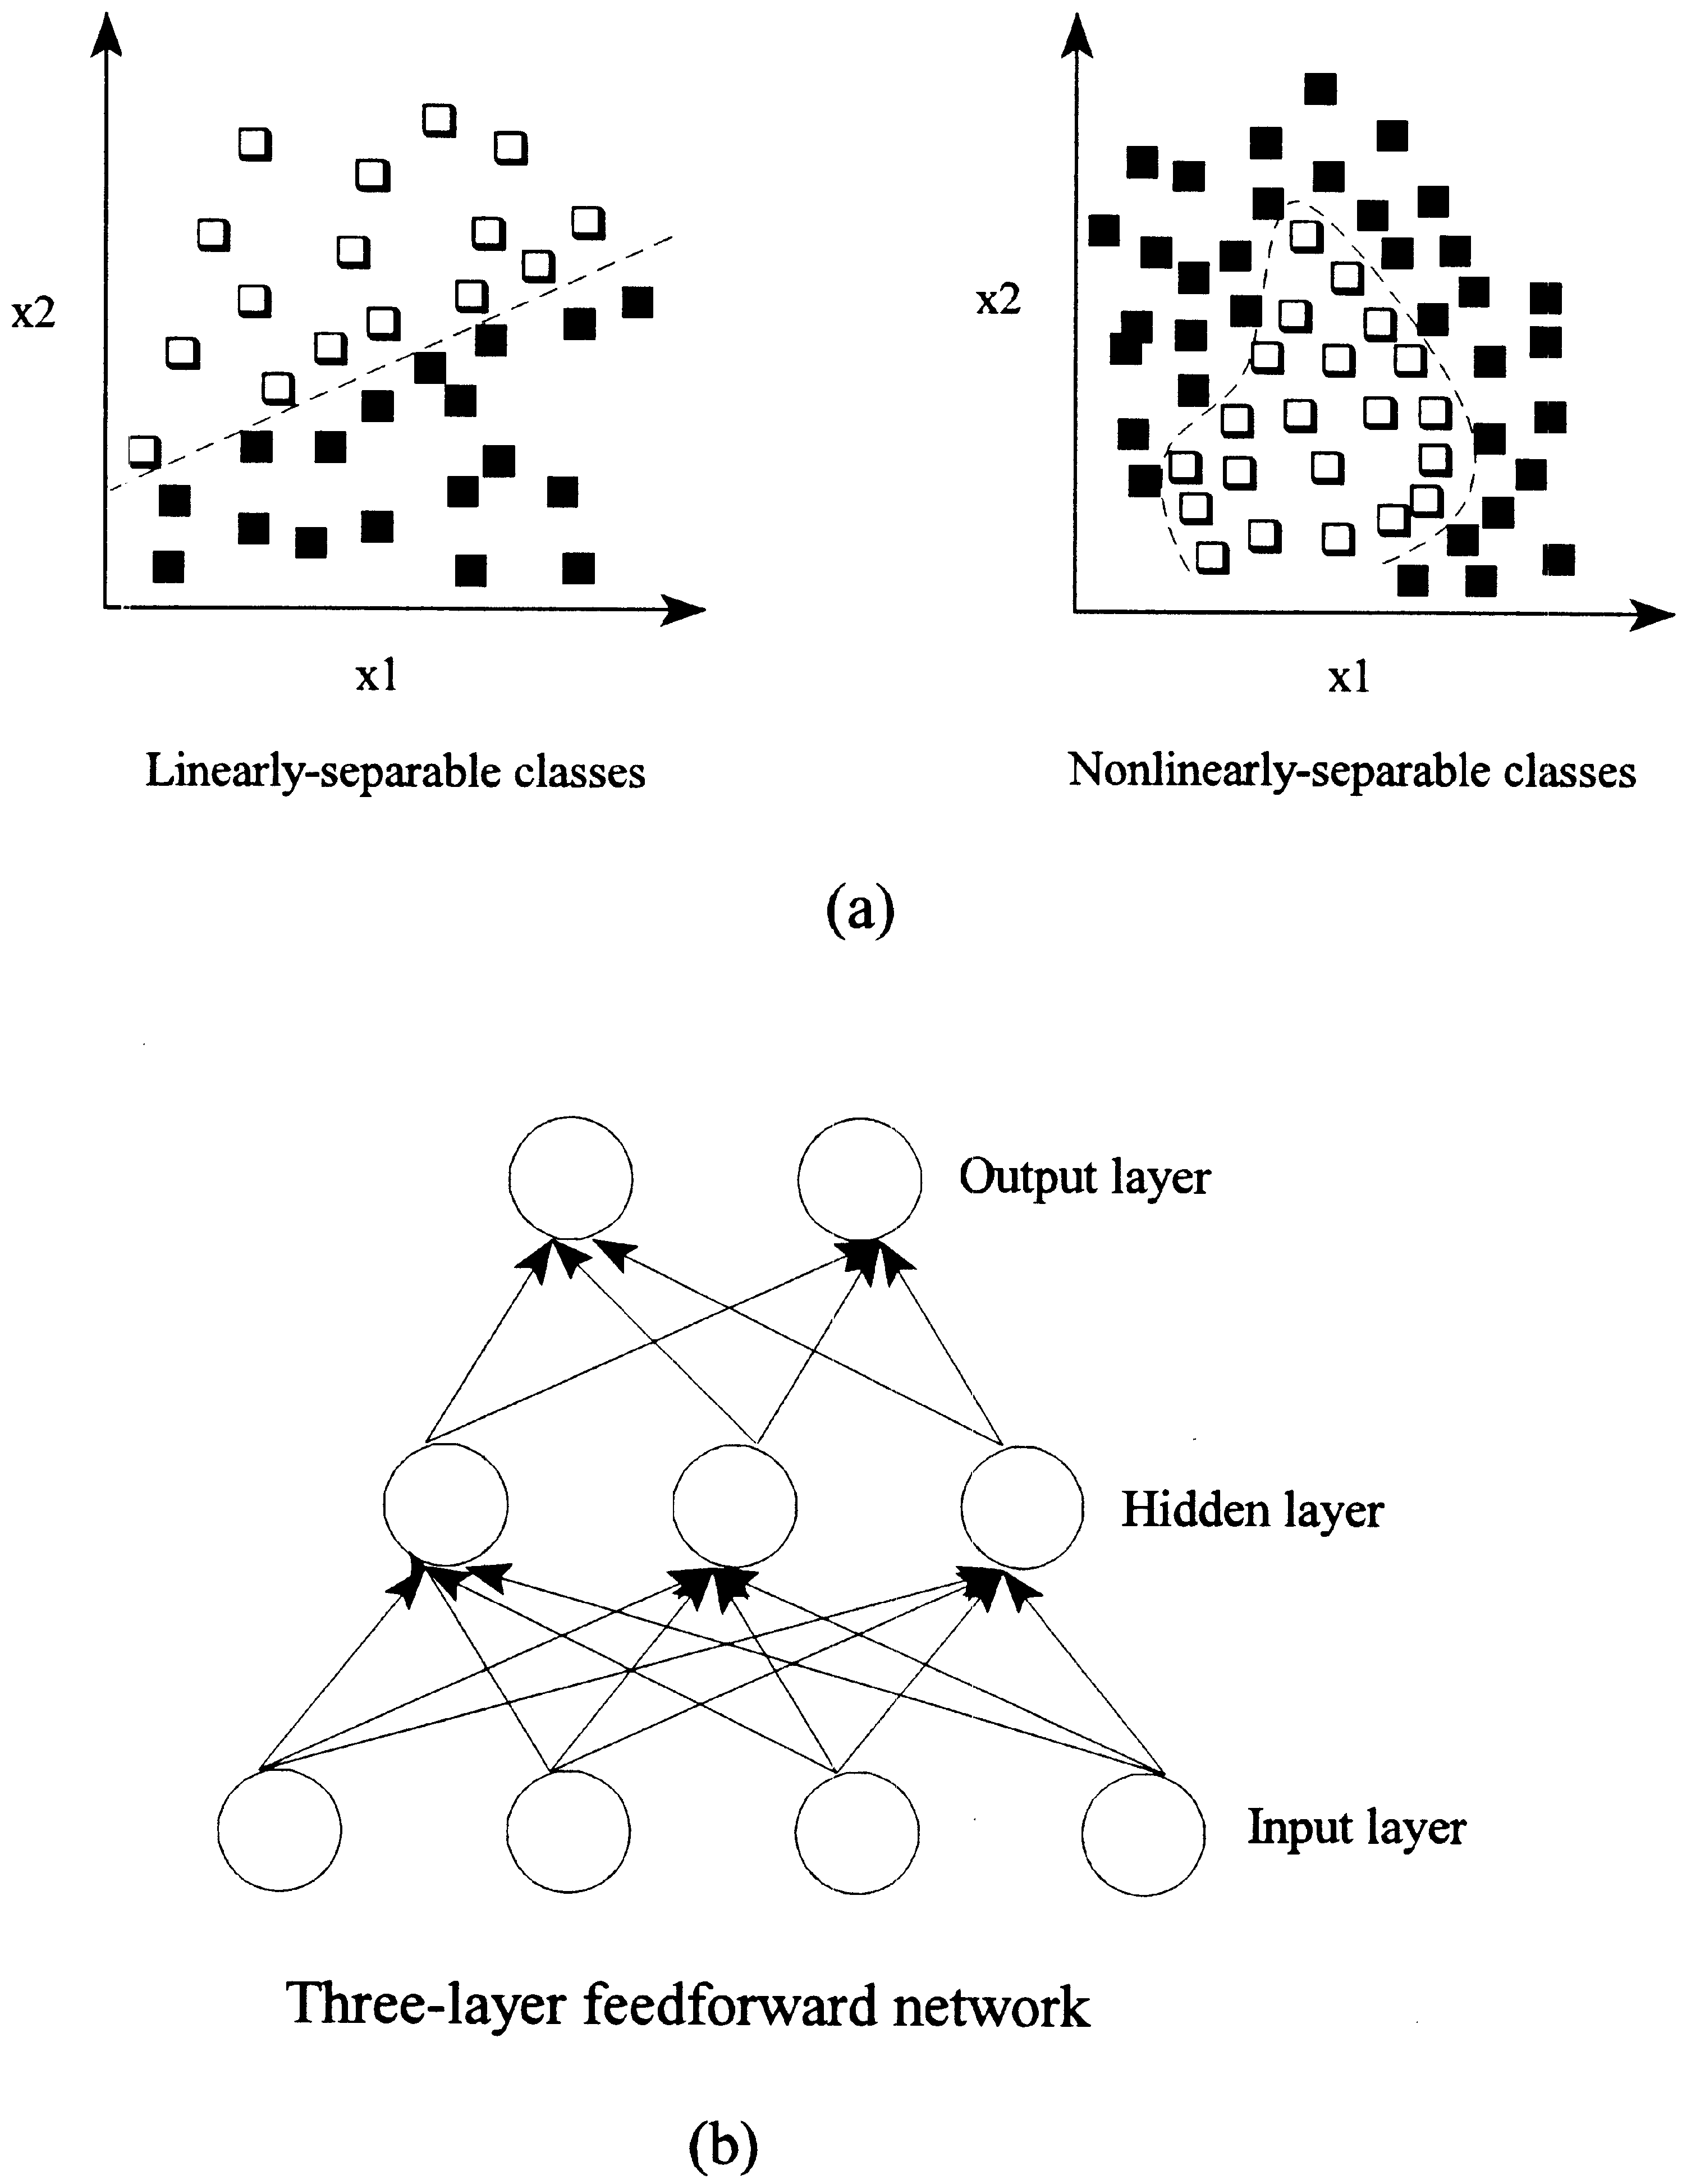 x2
x1
Linearly-separable classes
x2
x1
Nonlinearly-separable classes
(a)
Output layer
Hidden layer
Input layer
Three-layer feedforward network
(b)